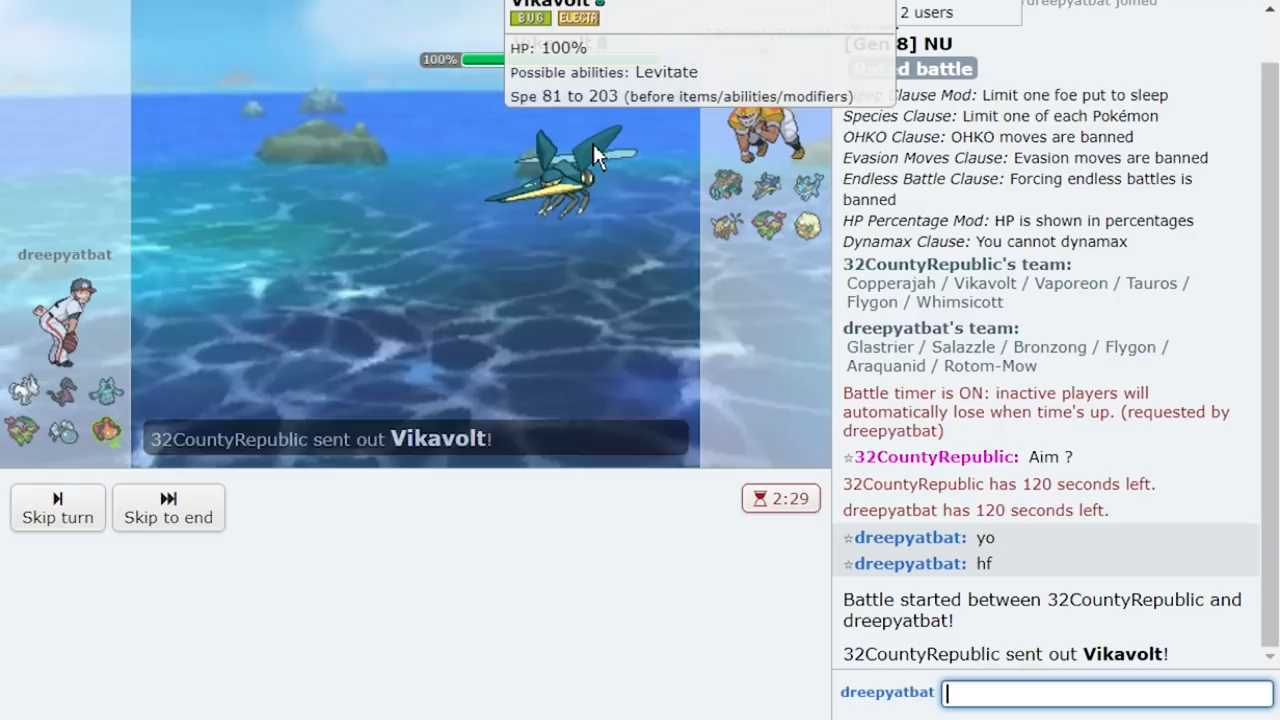 Vikavolt
BUG ELECTR
HP: 100%
Possible abilities: Levitate
Spe 81 to 203 (before items/abilities/modifiers)
100%
dreepyatbat
32CountyRepublic sent out Vikavolt!
Skip turn
Skip to end
2:29
2 users
dreepyatbat joined
[Gen 8] NU
Rated battle
Sleep Clause Mod: Limit one foe put to sleep
Species Clause: Limit one of each Pokémon
OHKO Clause: OHKO moves are banned
Evasion Moves Clause: Evasion moves are banned
Endless Battle Clause: Forcing endless battles is
banned
HP Percentage Mod: HP is shown in percentages
Dynamax Clause: You cannot dynamax
32CountyRepublic's team:
Copperajah / Vikavolt / Vaporeon / Tauros /
Flygon / Whimsicott
dreepyatbat's team:
Glastrier / Salazzle / Bronzong / Flygon /
Araquanid / Rotom-Mow
Battle timer is ON: inactive players will
automatically lose when time's up. (requested by
dreepyatbat)
☆32CountyRepublic: Aim ?
32CountyRepublic has 120 seconds left.
dreepyatbat has 120 seconds left.
☆dreepyatbat: yo
☆dreepyatbat: hf
Battle started between 32CountyRepublic and
dreepyatbat!
32CountyRepublic sent out Vikavolt!
dreepyatbat